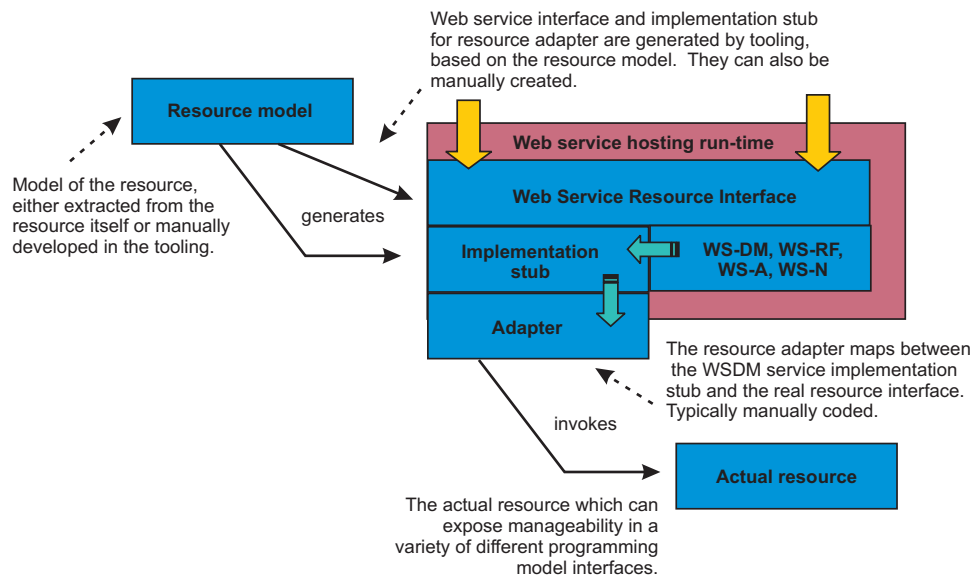 Web service interface and implementation stub
for resource adapter are generated by tooling,
based on the resource model. They can also be
manually created.
Resource model
Web service hosting run-time
Model of the resource,
either extracted from the
resource itself or manually
developed in the tooling.
generates
Web Service Resource Interface
Implementation
stub
WS-DM, WS-RF,
WS-A, WS-N
Adapter
The resource adapter maps between
the WSDM service implementation
stub and the real resource interface.
Typically manually coded.
invokes
Actual resource
The actual resource which can
expose manageability in a
variety of different programming
model interfaces.